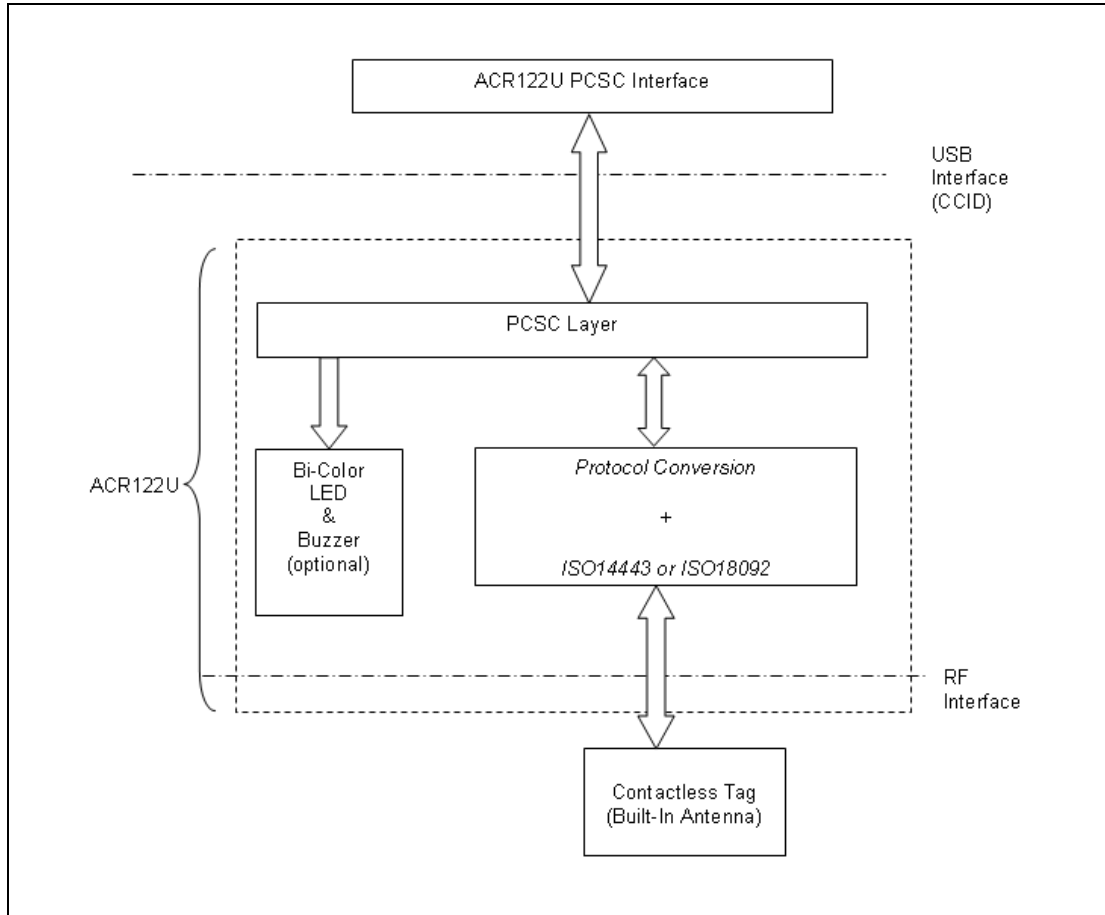 ACR122U PCSC Interface
USB
Interface
(CCID)
PCSC Layer
Bi-Color
LED
&
Buzzer
(optional)
Protocol Conversion
+
ISO14443 or ISO18092
ACR122U
RF
Interface
Contactless Tag
(Built-In Antenna)